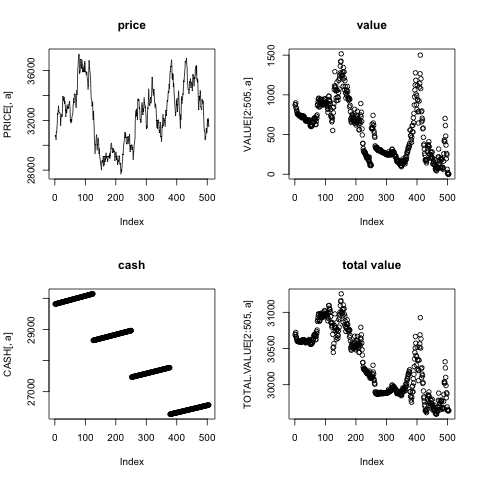 price
PRICE[, a]
28000 32000 36000
0 100 200 300 400 500
Index
value
VALUE[2:505, a]
0 500 1000 1500
0 100 200 300 400 500
Index
cash
CASH[, a]
27000 29000
0 100 200 300 400 500
Index
total value
TOTAL.VALUE[2:505, a]
30000 30500 31000
0 100 200 300 400 500
Index